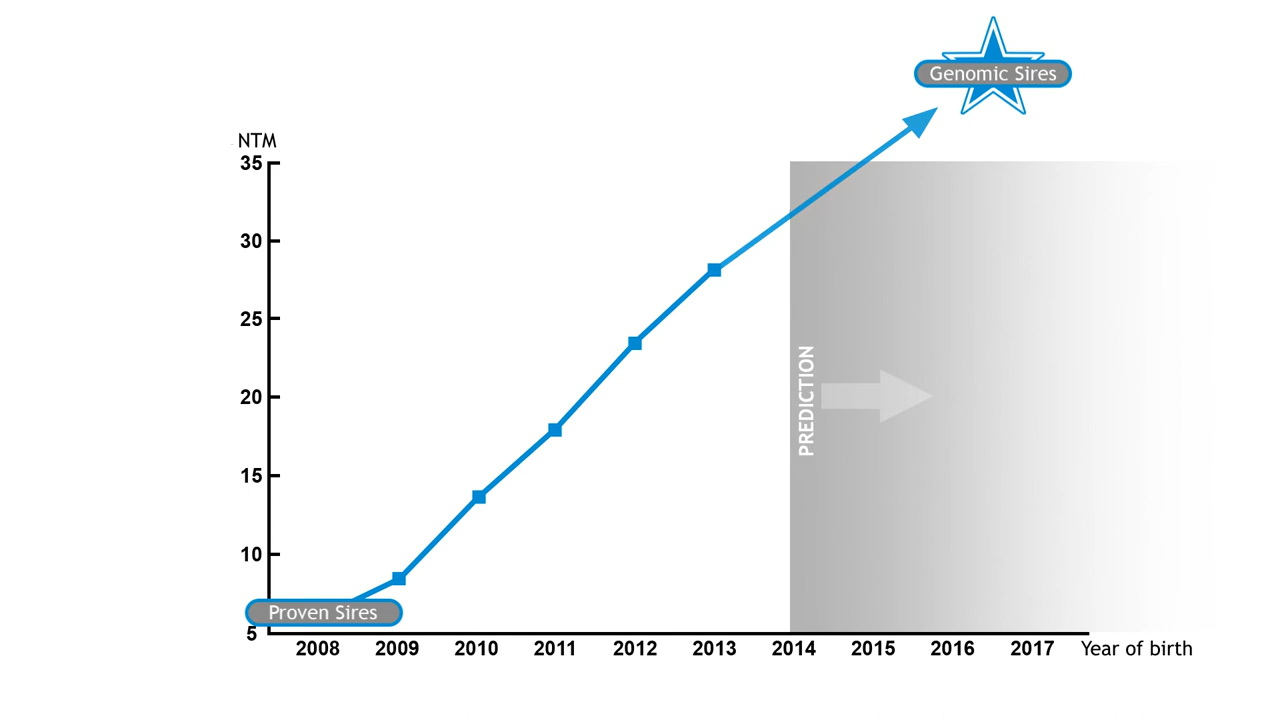 Genomic Sires
NTM
35
30
25
20
15
10
5
PREDICTION
Proven Sires
2008 2009 2010 2011 2012 2013 2014 2015 2016 2017 Year of birth